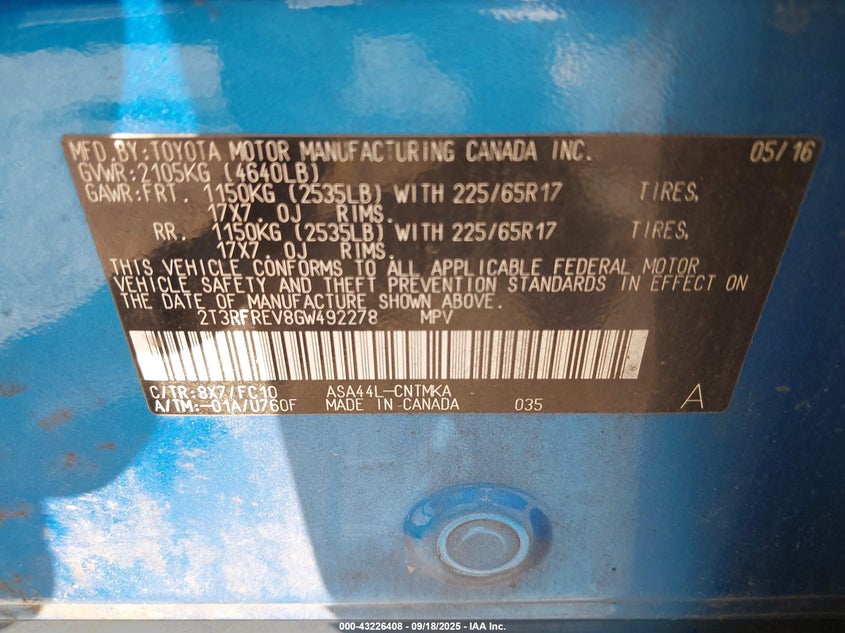 MFD.BY:TOYOTA MOTOR MANUFACTURING CANADA INC. 05/16
GVWR:2105KG (4640LB)
GAWR:FRT. 1150KG (2535LB) WITH 225/65R17 TIRES,
17X7.0J RIMS.
RR. 1150KG (2535LB) WITH 225/65R17 TIRES,
17X7.0J RIMS.
THIS VEHICLE CONFORMS TO ALL APPLICABLE FEDERAL MOTOR
VEHICLE SAFETY AND THEFT PREVENTION STANDARDS IN EFFECT ON
THE DATE OF MANUFACTURE SHOWN ABOVE.
2T3RFREV8GW492278 MPV
C/TR:8X7/FC10 ASA44L-CNTMKA
A/TM:-01A/U760F MADE IN CANADA 035 A
000-43226408 - 09/18/2025 - IAA Inc.